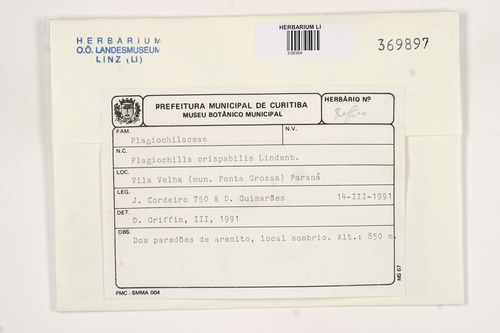 HERBARIUM
O.Ö. LANDESMUSEUM
LINZ (LI)
HERBARIUM LI
369897
PREFEITURA MUNICIPAL DE CURITIBA
MUSEU BOTÂNICO MUNICIPAL
HERBÁRIO Nº
FAM.
Plagiochilaceae
N.V.
N.C.
Plagiochilla crispabilis Lindenb.
LOC.
Vila Velha (mun. Ponta Grossa) Paraná
LEG.
J. Cordeiro 750 & D. Guimarães 14-III-1991
DET.
D. Griffin, III, 1991
OBS.
Dos paredões de arenito, local sombrio. Alt.: 850 m.
MS 67
PMC - SMMA 004